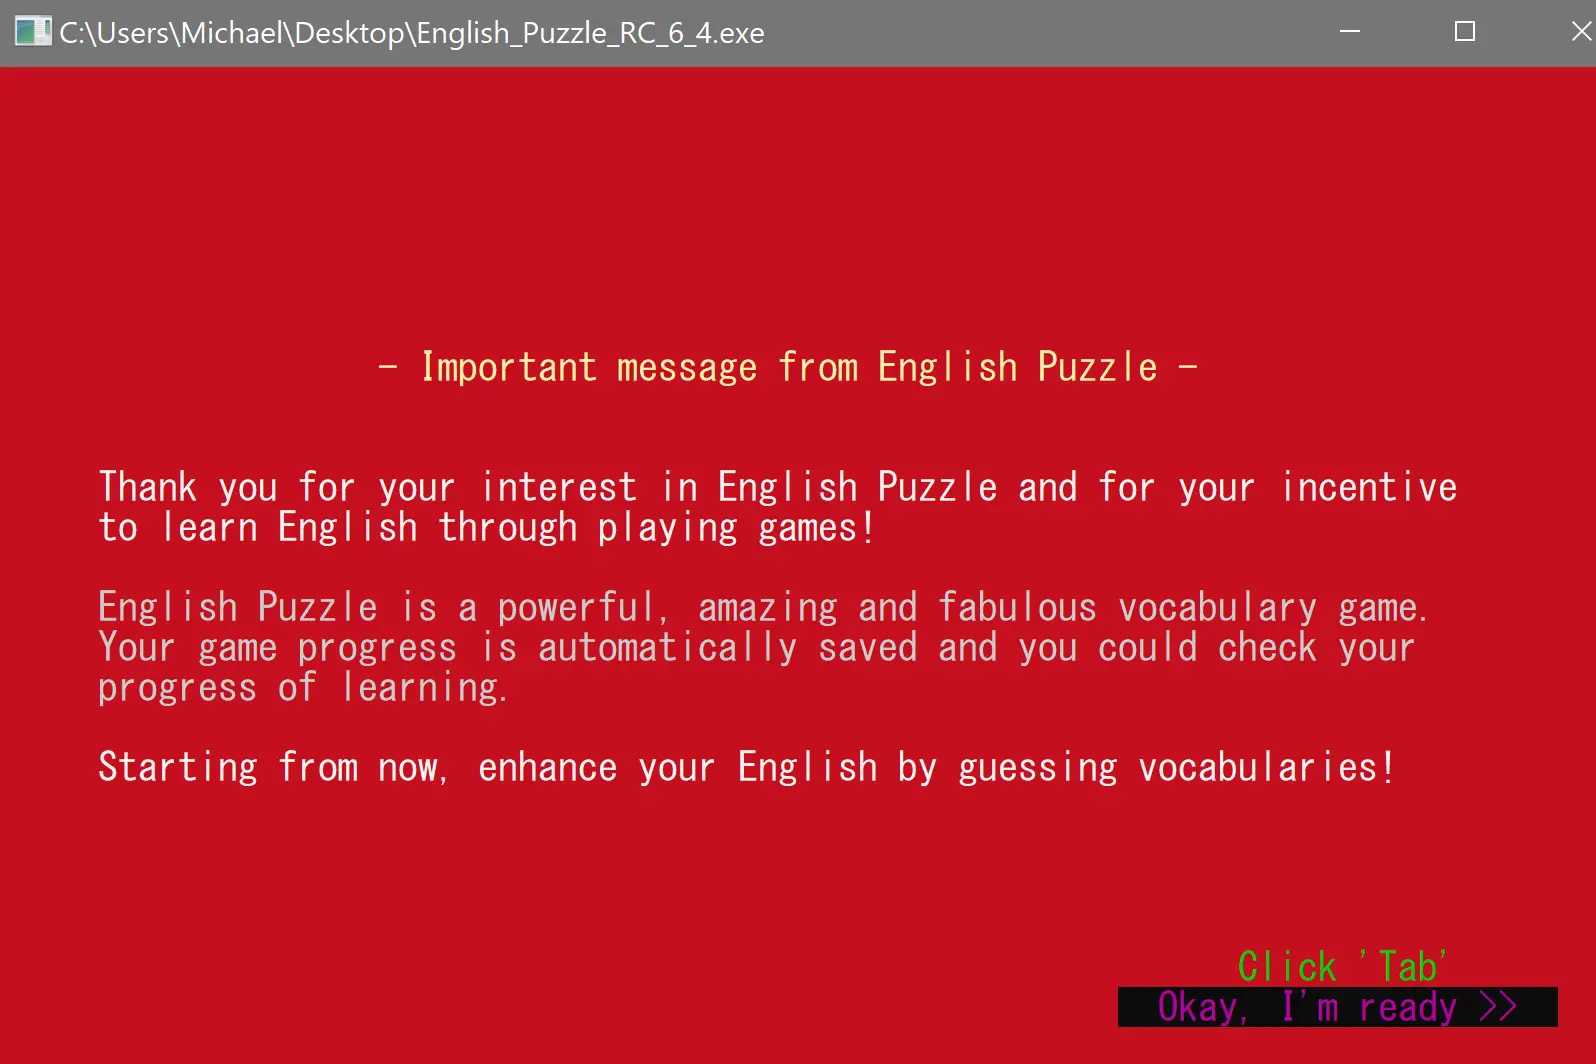 C:\Users\Michael\Desktop\English_Puzzle_RC_6_4.exe
- Important message from English Puzzle -
Thank you for your interest in English Puzzle and for your incentive
to learn English through playing games!
English Puzzle is a powerful, amazing and fabulous vocabulary game.
Your game progress is automatically saved and you could check your
progress of learning.
Starting from now, enhance your English by guessing vocabularies!
Click 'Tab'
Okay, I'm ready >>